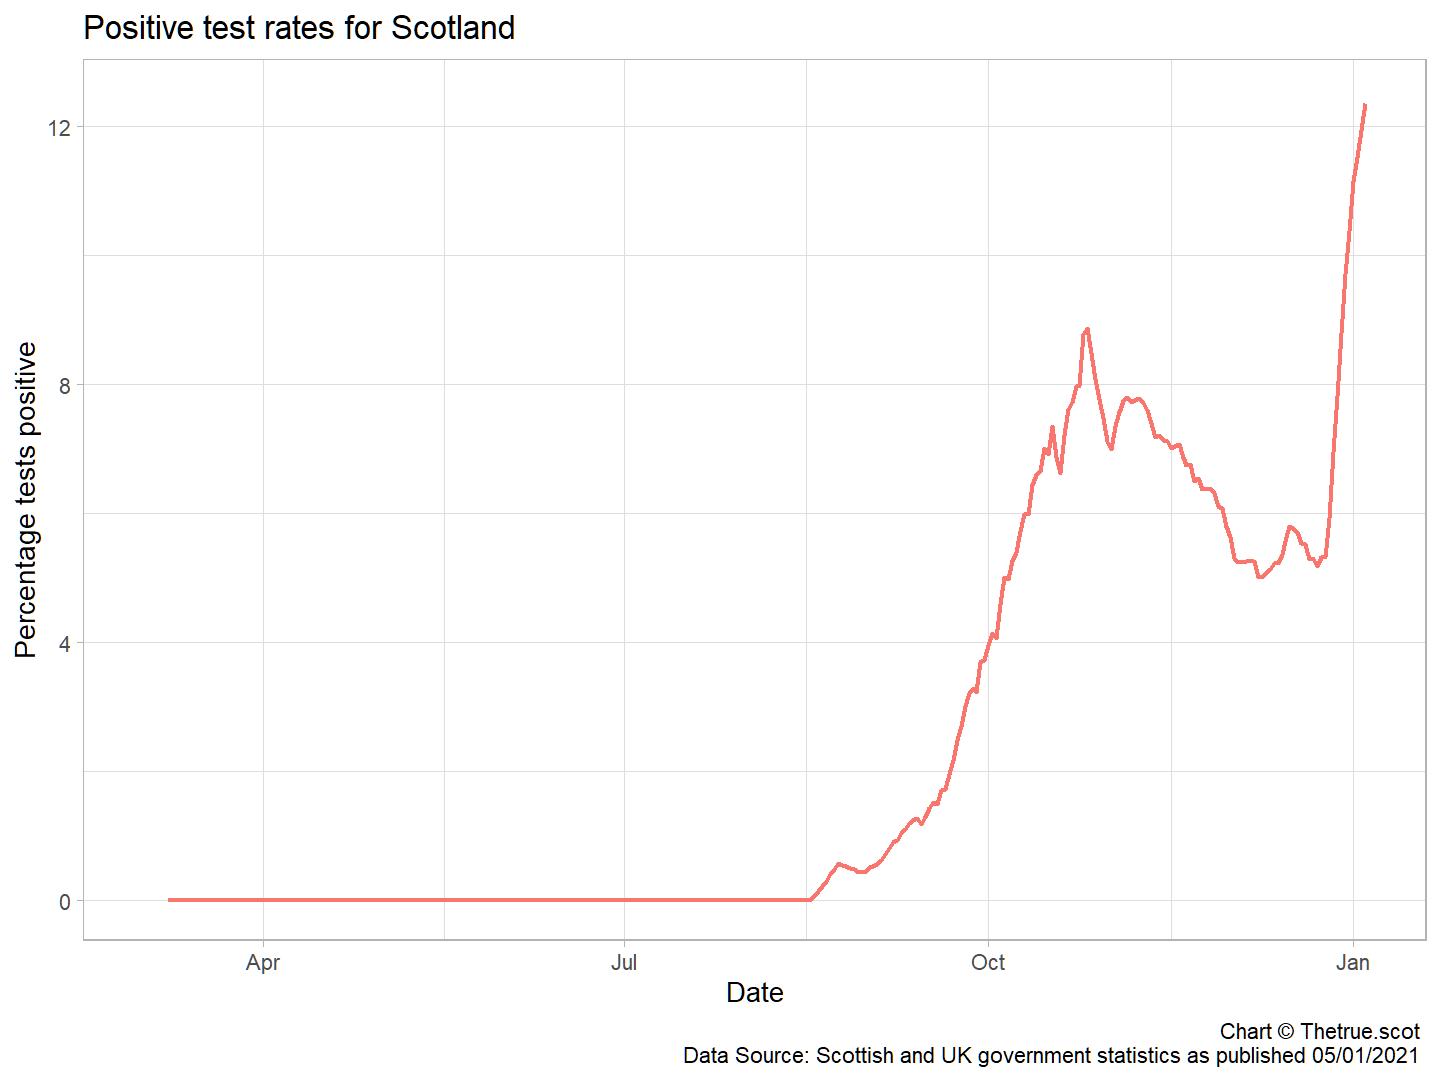 Positive test rates for Scotland
12
8
4
0
Percentage tests positive
Apr
Jul
Oct
Jan
Date
Chart © Thetrue.scot
Data Source: Scottish and UK government statistics as published 05/01/2021